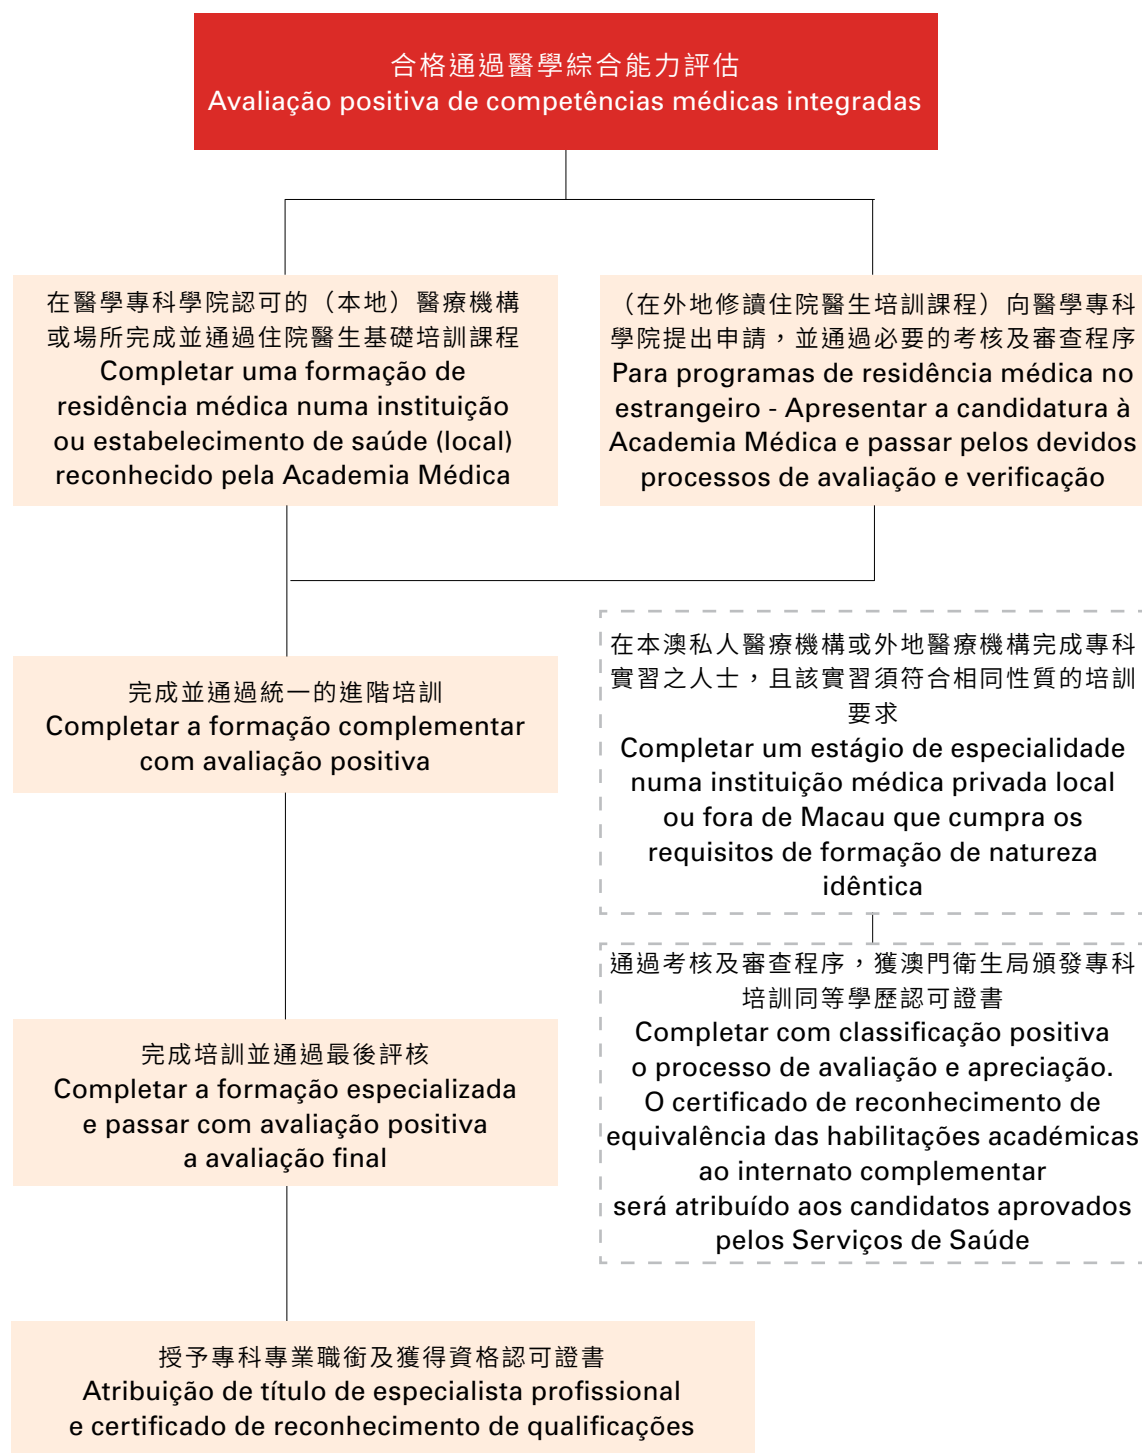 合格通過醫學綜合能力評估
Avaliação positiva de competências médicas integradas
在醫學專科學院認可的（本地）醫療機構
或場所完成並通過住院醫生基礎培訓課程
Completar uma formação de
residência médica numa instituição
ou estabelecimento de saúde (local)
reconhecido pela Academia Médica
（在外地修讀住院醫生培訓課程）向醫學專科
學院提出申請，並通過必要的考核及審查程序
Para programas de residência médica no
estrangeiro - Apresentar a candidatura à
Academia Médica e passar pelos devidos
processos de avaliação e verificação
完成並通過統一的進階培訓
Completar a formação complementar
com avaliação positiva
在本澳私人醫療機構或外地醫療機構完成專科
實習之人士，且該實習須符合相同性質的培訓
要求
Completar um estágio de especialidade
numa instituição médica privada local
ou fora de Macau que cumpra os
requisitos de formação de natureza
idêntica
通過考核及審查程序，獲澳門衛生局頒發專科
培訓同等學歷認可證書
Completar com classificação positiva
o processo de avaliação e apreciação.
O certificado de reconhecimento de
equivalência das habilitações académicas
ao internato complementar
será atribuído aos candidatos aprovados
pelos Serviços de Saúde
完成培訓並通過最後評核
Completar a formação especializada
e passar com avaliação positiva
a avaliação final
授予專科專業職銜及獲得資格認可證書
Atribuição de título de especialista profissional
e certificado de reconhecimento de qualificações